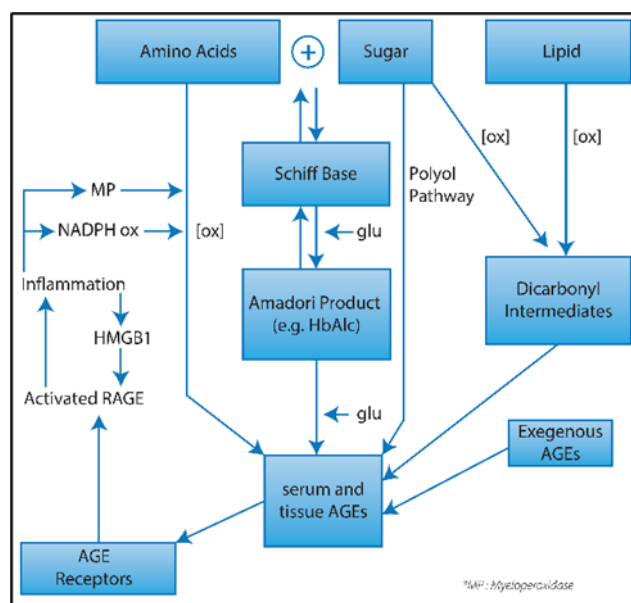 Amino Acids
+
Sugar
Lipid
[ox]
[ox]
Schiff Base
Polyol
Pathway
MP
NADPH ox
[ox]
glu
Inflammation
Amadori Product
(e.g. HbAlc)
Dicarbonyl
Intermediates
HMGB1
Activated RAGE
glu
Exegenous
AGEs
serum and
tissue AGEs
AGE
Receptors
*MP : Myeloperoxidase